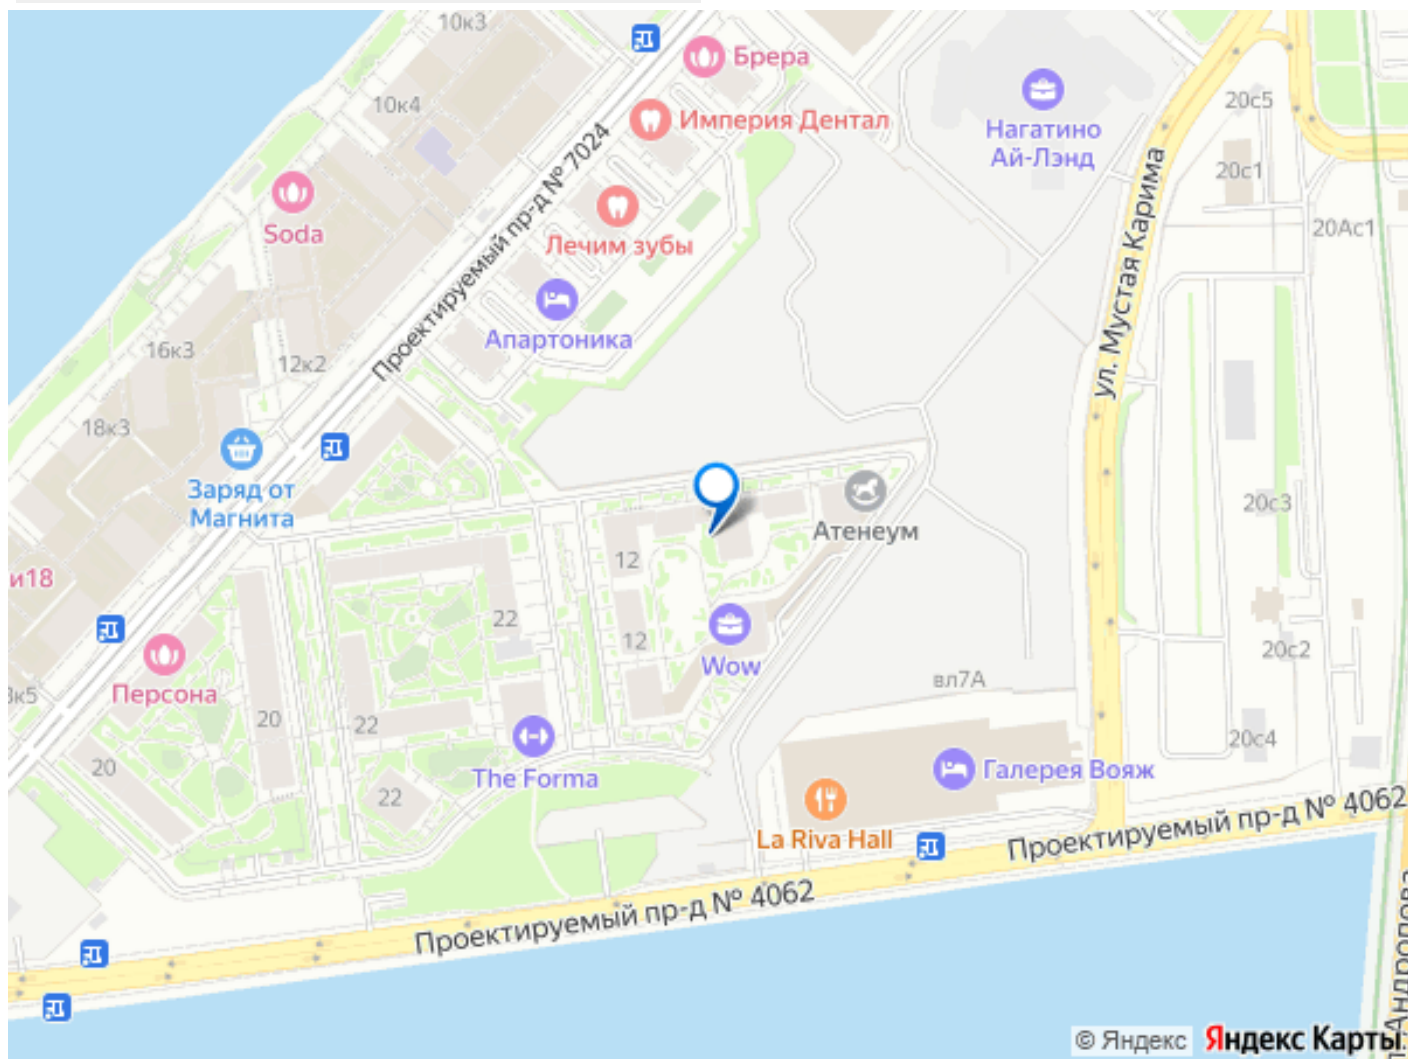 10к3
Брера
10к4
20с5
Империя Дентал
Нагатино
Ай-Лэнд
20с1
Проектируемый пр-д № 7024
Soda
Лечим зубы
20Ас1
ул. Мустая Карима
Апартоника
16к3
12к2
18к3
Заряд от
Магнита
20с3
Атенеум
12
и18
22
12
20с2
Wow
вл7А
Персона
к5
20
22
20с4
20
The Forma
Галерея Вояж
22
La Riva Hall
Проектируемый пр-д № 4062
Проектируемый пр-д № 4062
Андропова
© Яндекс Яндекс Карты